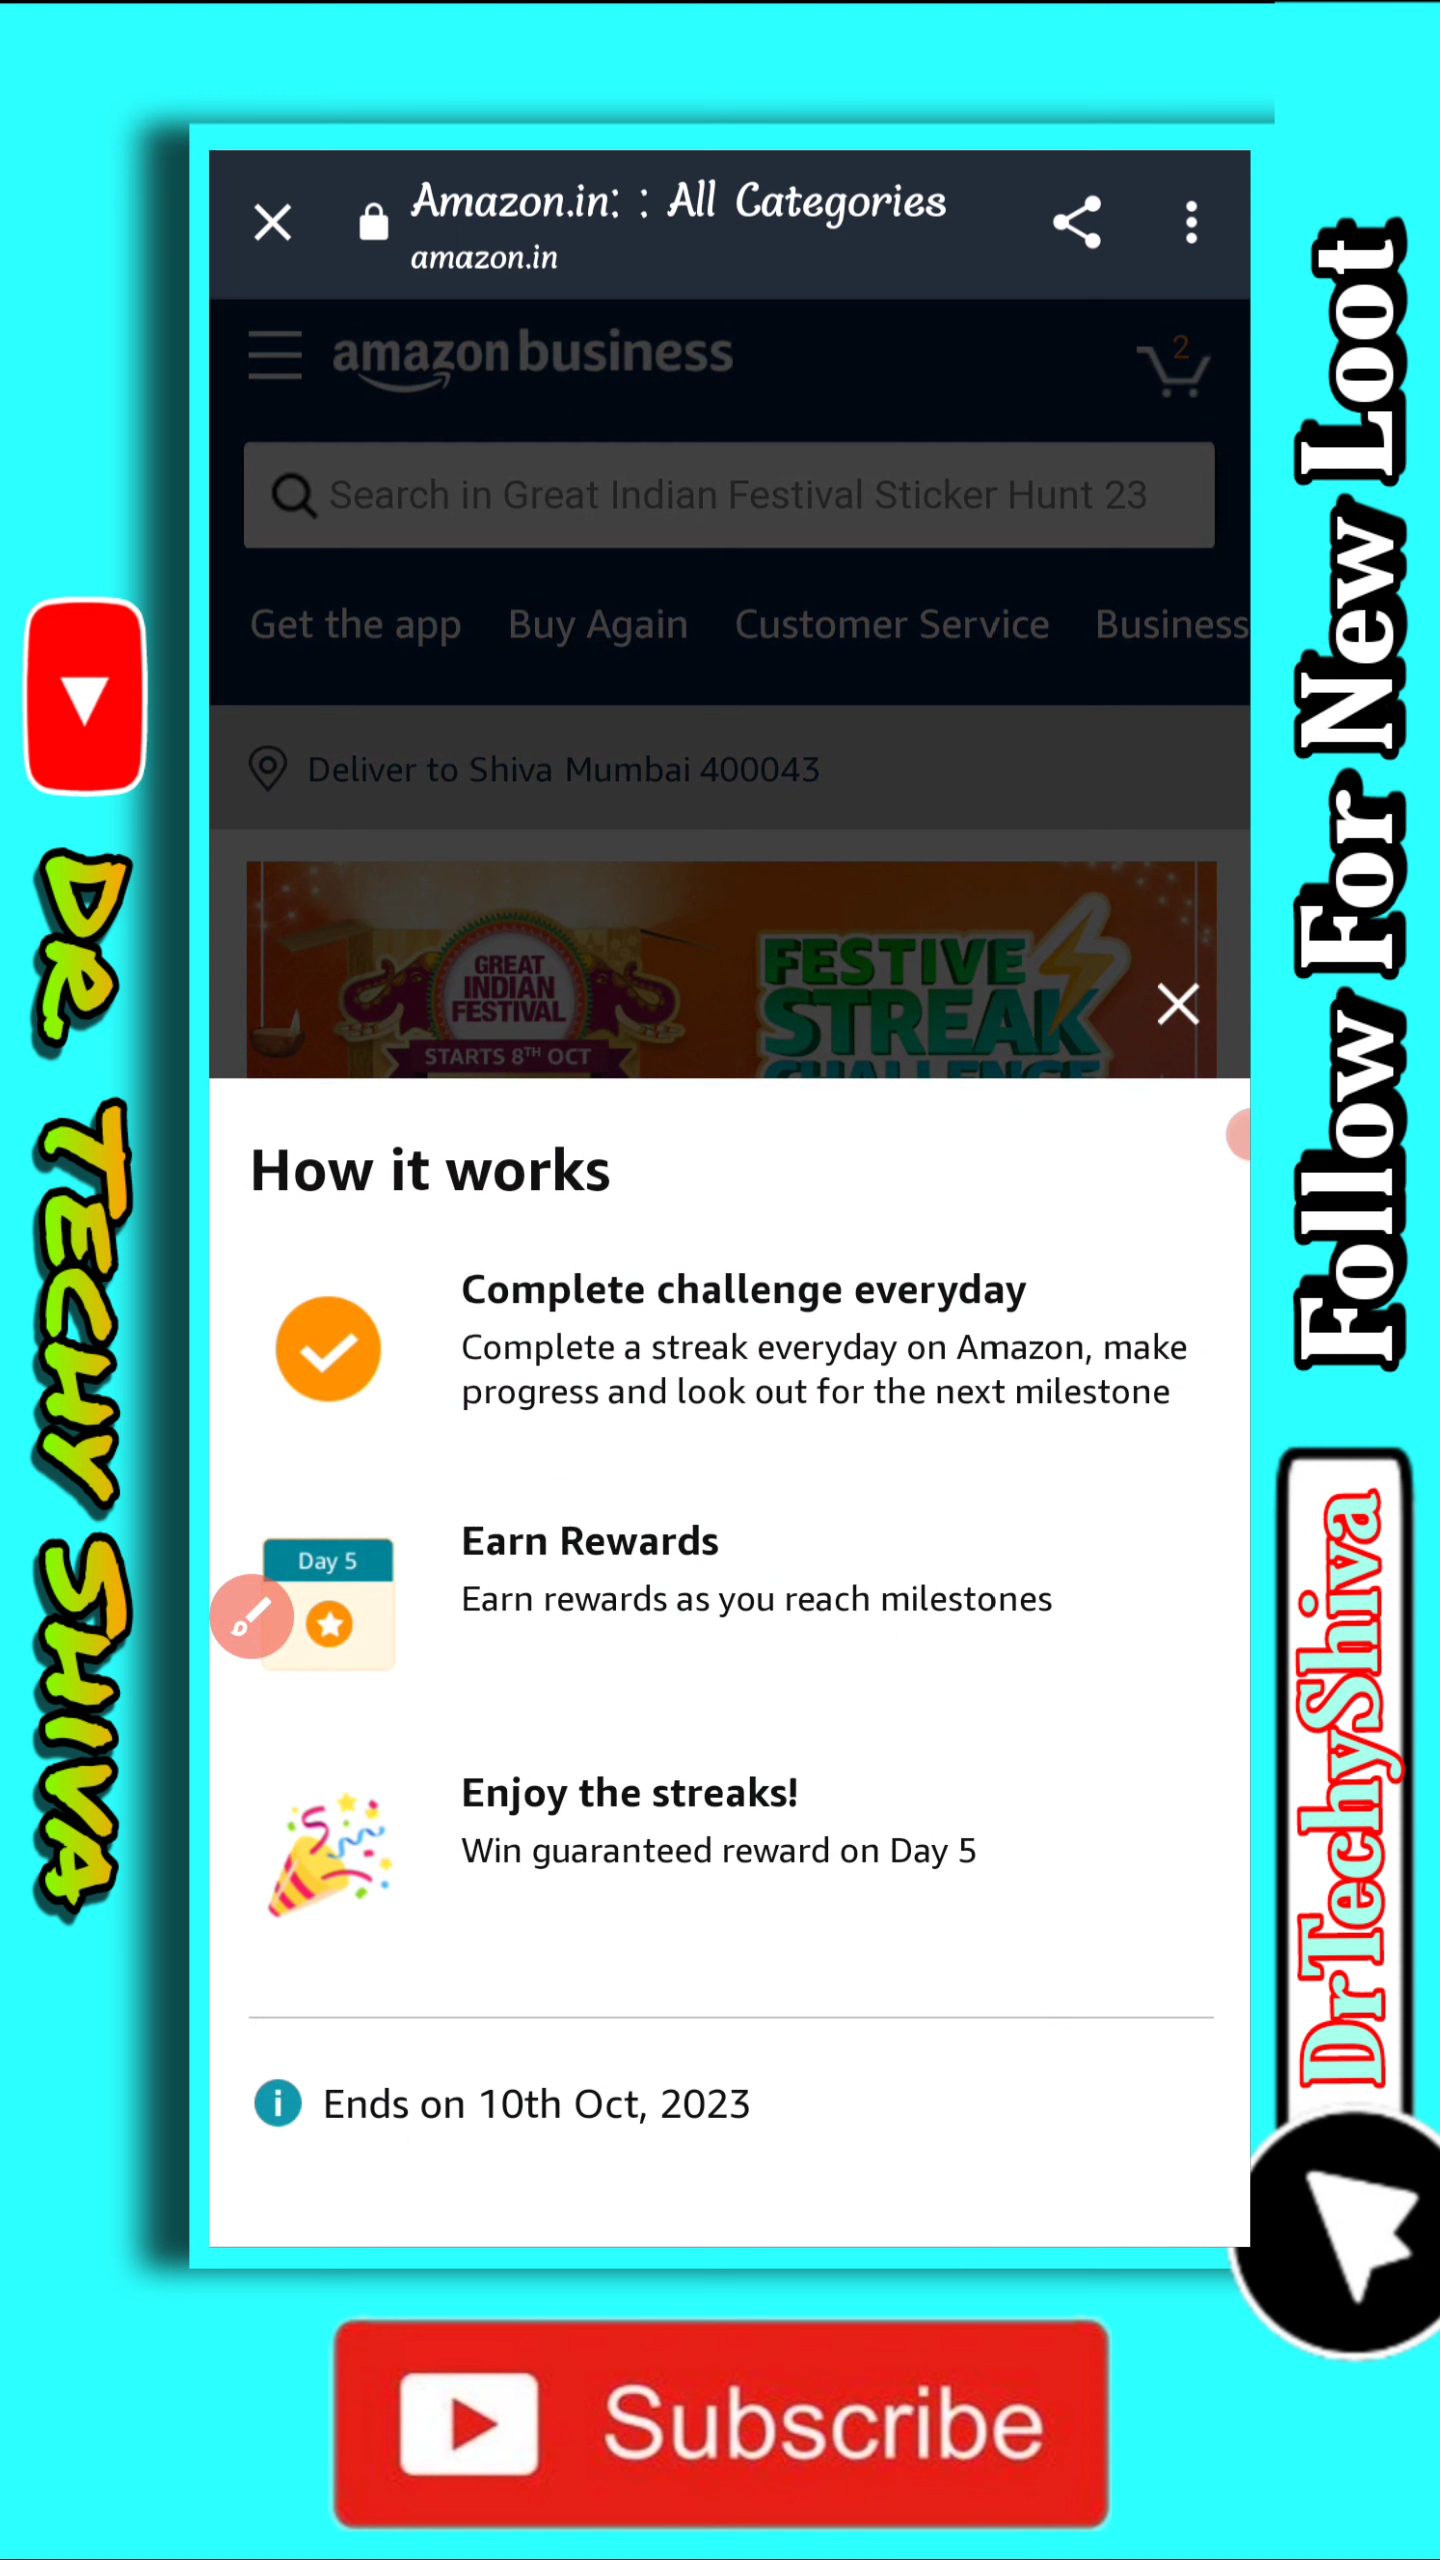 Amazon.in: : All Categories
amazon.in
amazon business
2
Search in Great Indian Festival Sticker Hunt 23
Get the app Buy Again Customer Service Business
Deliver to Shiva Mumbai 400043
GREAT
INDIAN
FESTIVAL
STARTS 8TH OCT
FESTIVE
STREAK
CHALLENGE
How it works
Complete challenge everyday
Complete a streak everyday on Amazon, make
progress and look out for the next milestone
Day 5
Earn Rewards
Earn rewards as you reach milestones
Enjoy the streaks!
Win guaranteed reward on Day 5
i Ends on 10th Oct, 2023
DR. TECHY SHIVA
Follow For New Loot
DrTechyShiva
Subscribe